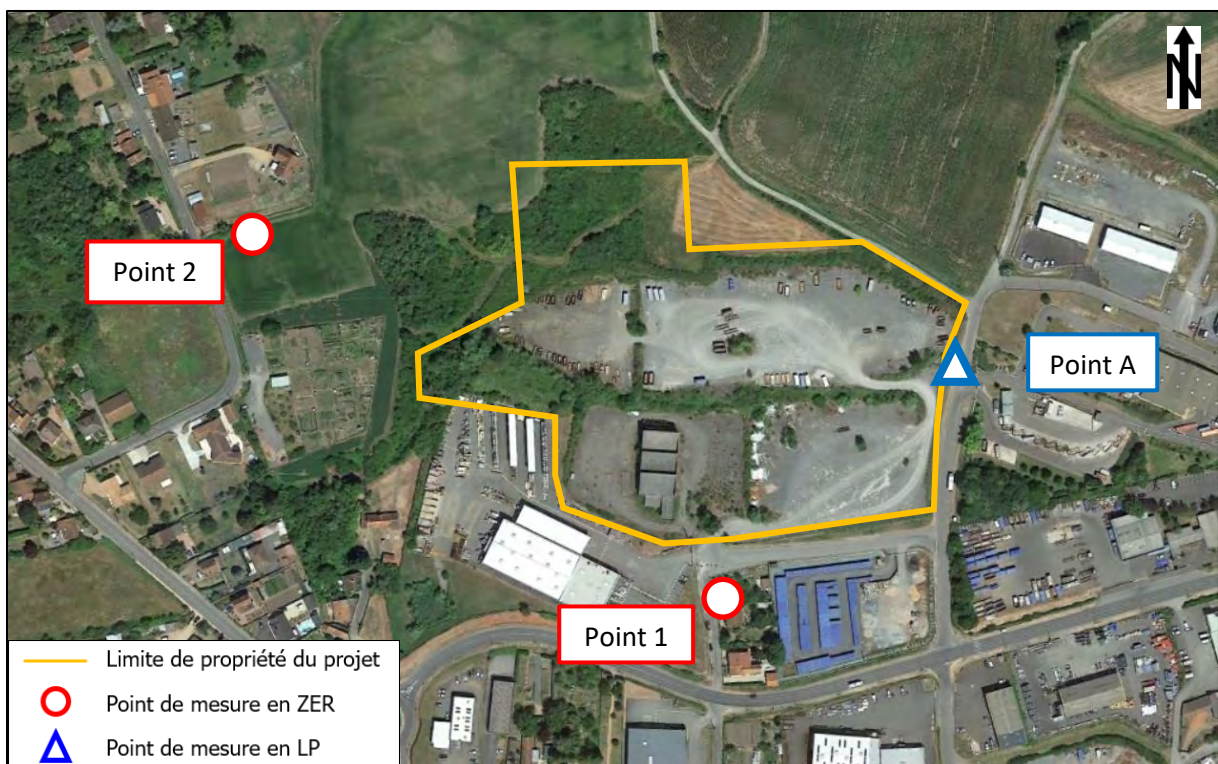 N
Point 2
Point A
Point 1
Limite de propriété du projet
Point de mesure en ZER
Point de mesure en LP